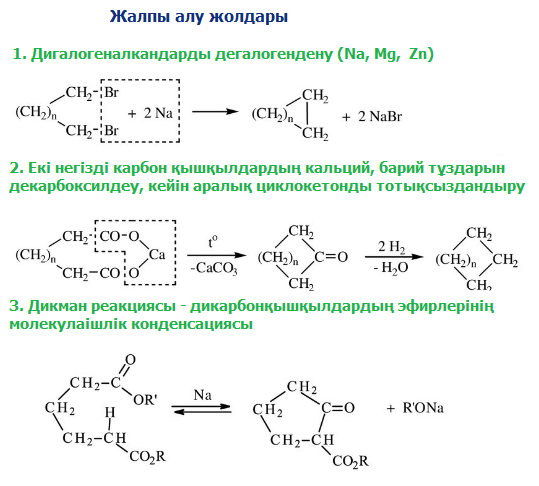 Жалпы алу жолдары
1. Дигалогеналкандарды дегалогендену (Na, Mg, Zn)
CH2-Br
(CH2)n + 2 Na
CH2-Br
CH2
(CH2)n
CH2
+ 2 NaBr
2. Екі негізді карбон қышқылдардың кальций, барий тұздарын
декарбоксилдеу, кейін аралық циклокетонды тотықсыздандыру
CH2-CO-O
(CH2)n Ca
CH2-CO O
t°
-CaCO3
CH2
(CH2)n C=O
CH2
2 H2
- H2O
CH2
(CH2)n CH2
CH2
3. Дикман реакциясы - дикарбонқышқылдардың эфирлерінің
молекулаішлік конденсациясы
O
CH2-C
OR'
CH2 H
CH2-CH
CO2R
Na
CH2
CH2 C=O
CH2-CH
CO2R
+ R'ONa